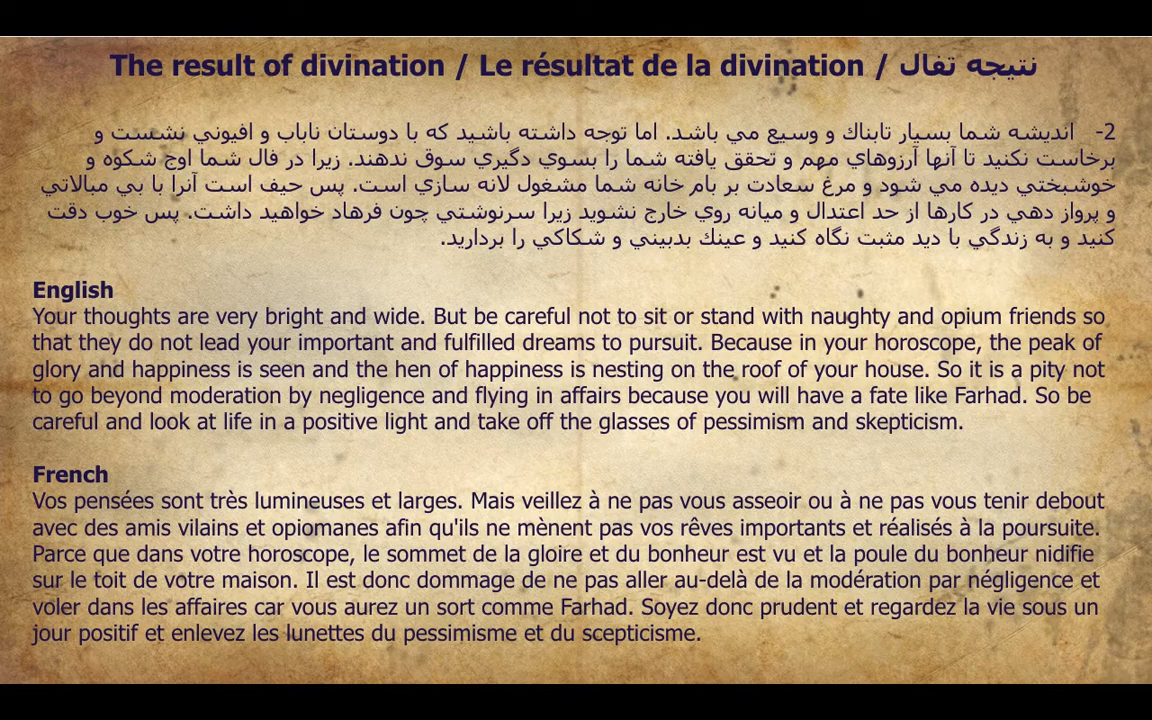 The result of divination / Le résultat de la divination / نتیجه تفال
2- اندیشه شما بسیار تابناك و وسیع مي باشد. اما توجه داشته باشید که با دوستان ناباب و افیوني نشست و
برخاست نکنید تا آنها آرزوهاي مهم و تحقق یافته شما را بسوي دگیري سوق ندهند. زیرا در فال شما اوج شکوه و
خوشبختي دیده مي شود و مرغ سعادت بر بام خانه شما مشغول لانه سازي است. پس حیف است آنرا با بي مبالاتي
و پرواز دهي در کارها از حد اعتدال و میانه روي خارج نشوید زیرا سرنوشتي چون فرهاد خواهید داشت. پس خوب دقت
کنید و به زندگي با دید مثبت نگاه کنید و عینك بدبیني و شکاکي را بردارید.
English
Your thoughts are very bright and wide. But be careful not to sit or stand with naughty and opium friends so
that they do not lead your important and fulfilled dreams to pursuit. Because in your horoscope, the peak of
glory and happiness is seen and the hen of happiness is nesting on the roof of your house. So it is a pity not
to go beyond moderation by negligence and flying in affairs because you will have a fate like Farhad. So be
careful and look at life in a positive light and take off the glasses of pessimism and skepticism.
French
Vos pensées sont très lumineuses et larges. Mais veillez à ne pas vous asseoir ou à ne pas vous tenir debout
avec des amis vilains et opiomanes afin qu'ils ne mènent pas vos rêves importants et réalisés à la poursuite.
Parce que dans votre horoscope, le sommet de la gloire et du bonheur est vu et la poule du bonheur nidifie
sur le toit de votre maison. Il est donc dommage de ne pas aller au-delà de la modération par négligence et
voler dans les affaires car vous aurez un sort comme Farhad. Soyez donc prudent et regardez la vie sous un
jour positif et enlevez les lunettes du pessimisme et du scepticisme.